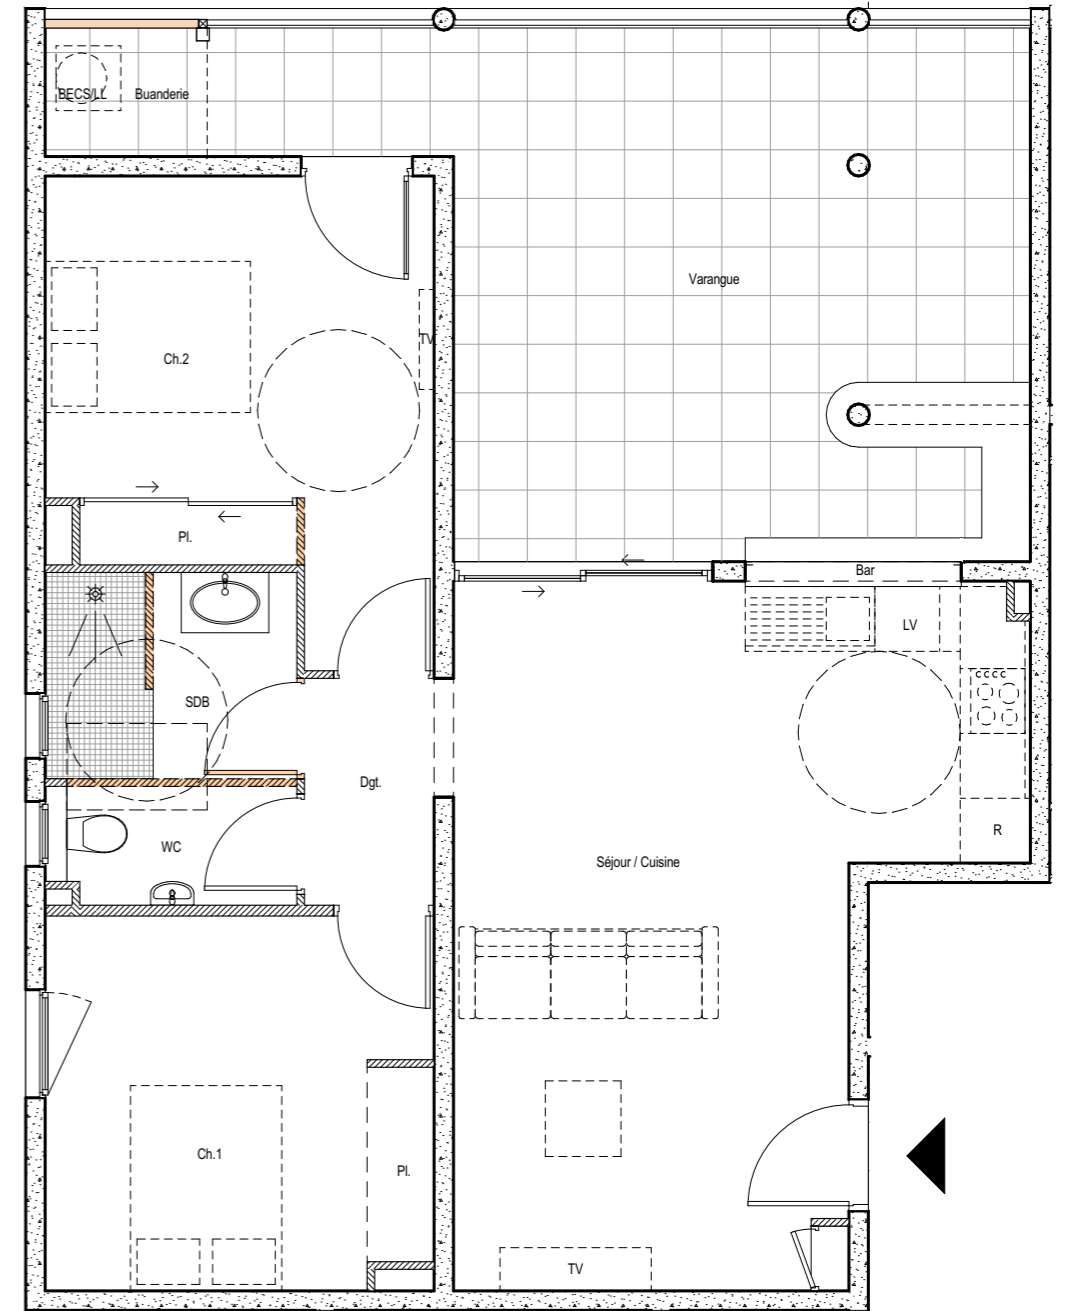 BECS/LL
Buanderie
Varangue
TV
Ch.2
Pl.
Bar
LV
SDB
Dgt.
R
WC
Séjour / Cuisine
Ch.1
Pl.
TV